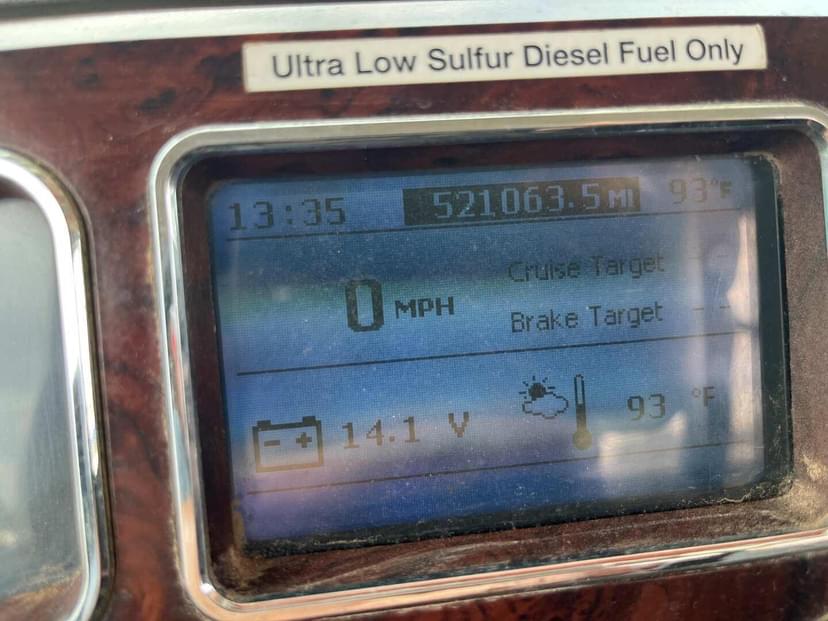 Ultra Low Sulfur Diesel Fuel Only
13:35 521063.5 MI 93°F
Cruise Target - -
0 MPH
Brake Target - -
- + 14.1 V 93 °F